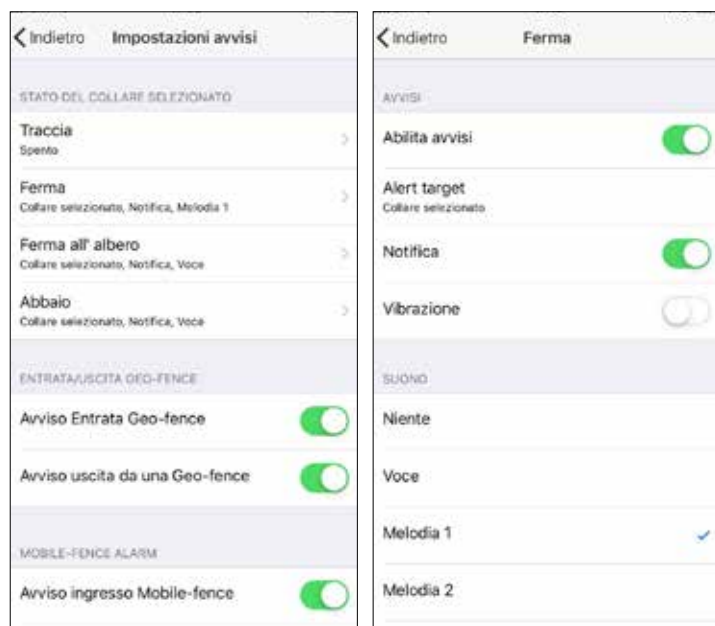 Indietro
Impostazioni avvisi
STATO DEL COLLARE SELEZIONATO
Traccia
Spento
Ferma
Collare selezionato, Notifica, Melodia 1
Ferma all' albero
Collare selezionato, Notifica, Voce
Abbaio
Collare selezionato, Notifica, Voce
ENTRATA/USCITA GEO-FENCE
Avviso Entrata Geo-fence
Avviso uscita da una Geo-fence
MOBILE-FENCE ALARM
Avviso ingresso Mobile-fence
Indietro
Ferma
AVVISI
Abilita avvisi
Alert target
Collare selezionato
Notifica
Vibrazione
SUONO
Niente
Voce
Melodia 1
Melodia 2